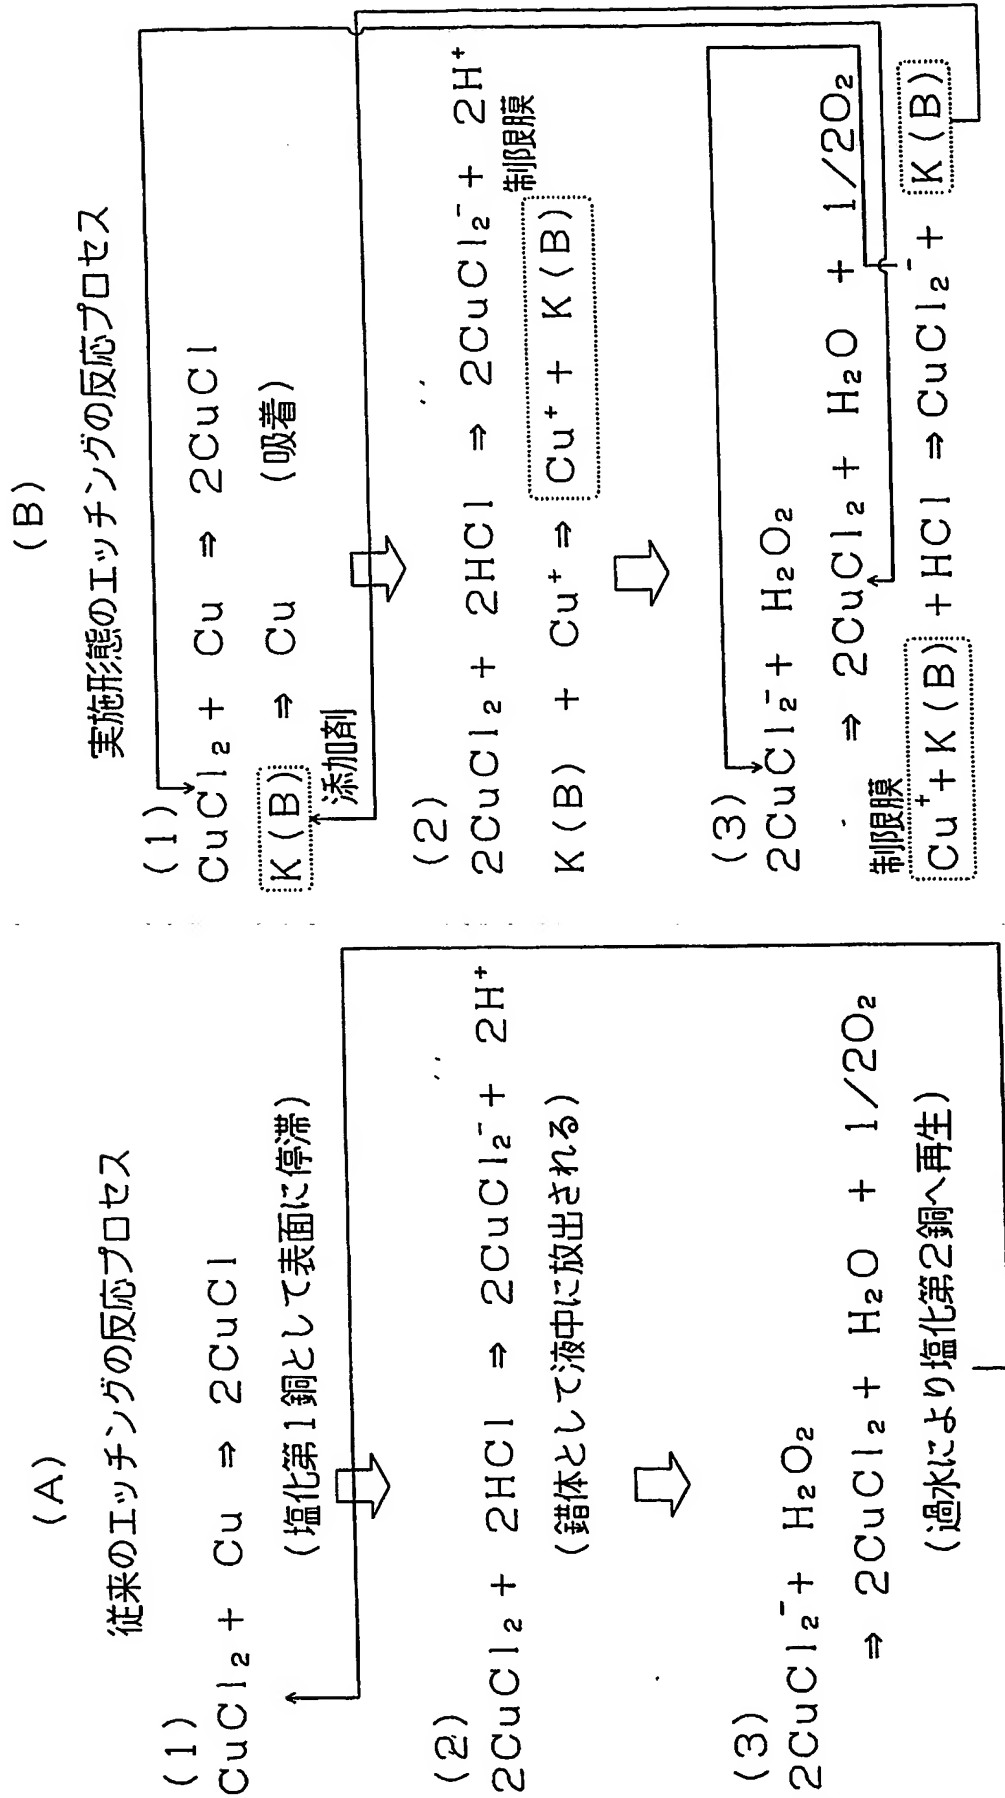 (A)
従来のエッチングの反応プロセス
(1)
CuCl₂ + Cu ⇒ 2CuCl
(塩化第1銅として表面に停滞)
(2)
2CuCl₂ + 2HCl ⇒ 2CuCl₂⁻ + 2H⁺
(錯体として液中に放出される)
(3)
2CuCl₂⁻ + H₂O₂
⇒ 2CuCl₂ + H₂O + 1/2O₂
(過水により塩化第2銅へ再生)
(B)
実施形態のエッチングの反応プロセス
(1)
CuCl₂ + Cu ⇒ 2CuCl
K(B) ⇒ Cu (吸着)
添加剤
(2)
2CuCl₂ + 2HCl ⇒ 2CuCl₂⁻ + 2H⁺
制限膜
K(B) + Cu⁺ ⇒ Cu⁺ + K(B)
(3)
2CuCl₂⁻ + H₂O₂
⇒ 2CuCl₂ + H₂O + 1/2O₂
制限膜
Cu⁺ + K(B) + HCl ⇒ CuCl₂⁻ + K(B)